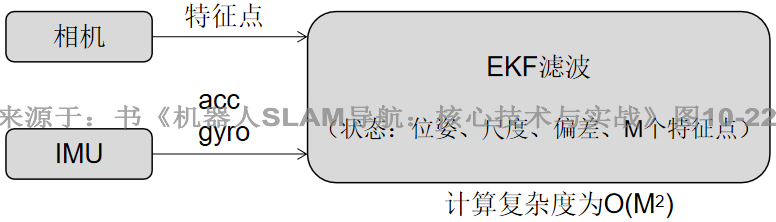 相机
特征点
EKF滤波
acc
来源于：书《机器人SLAM导航：核心技术与实战》图10-22
gyro
（状态：位姿、尺度、偏差、M个特征点）
IMU
计算复杂度为O(M²)